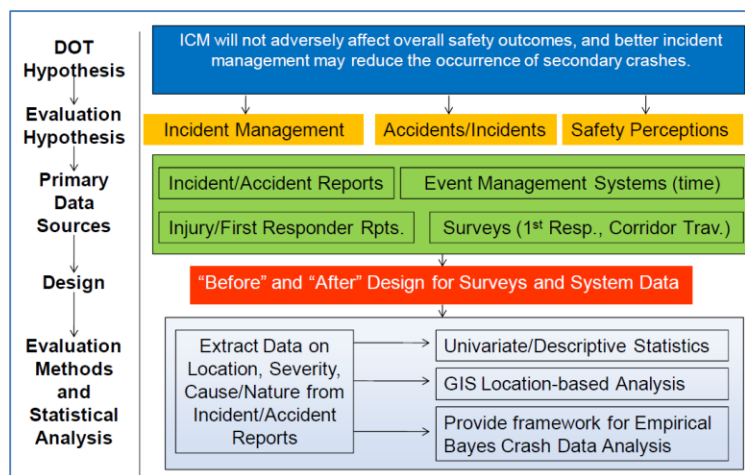 DOT
Hypothesis
ICM will not adversely affect overall safety outcomes, and better incident
management may reduce the occurrence of secondary crashes.
Evaluation
Hypothesis
Incident Management
Accidents/Incidents
Safety Perceptions
Primary
Data
Sources
Incident/Accident Reports
Event Management Systems (time)
Injury/First Responder Rpts.
Surveys (1st Resp., Corridor Trav.)
Design
“Before” and “After” Design for Surveys and System Data
Evaluation
Methods
and
Statistical
Analysis
Extract Data on
Location, Severity,
Cause/Nature from
Incident/Accident
Reports
Univariate/Descriptive Statistics
GIS Location-based Analysis
Provide framework for Empirical
Bayes Crash Data Analysis